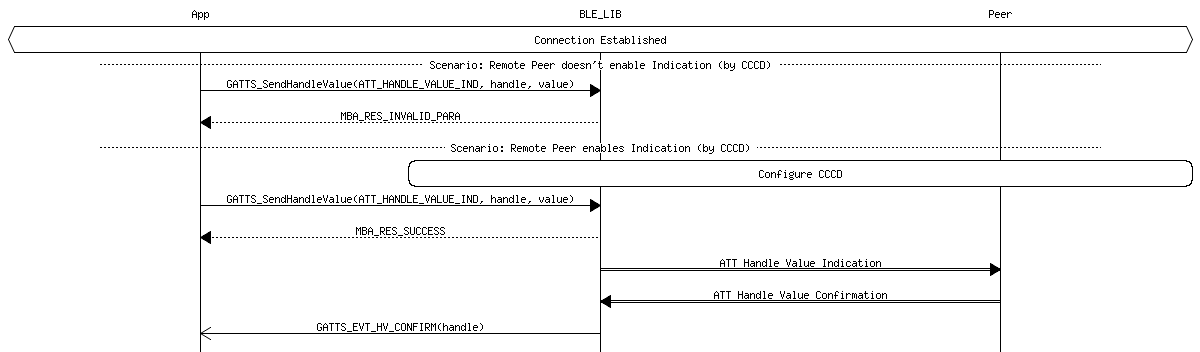 App BLE_LIB Peer
Connection Established
Scenario: Remote Peer doesn't enable Indication (by CCCD)
GATTS_SendHandleValue(ATT_HANDLE_VALUE_IND, handle, value)
MBA_RES_INVALID_PARA
Scenario: Remote Peer enables Indication (by CCCD)
Configure CCCD
GATTS_SendHandleValue(ATT_HANDLE_VALUE_IND, handle, value)
MBA_RES_SUCCESS
ATT Handle Value Indication
ATT Handle Value Confirmation
GATTS_EVT_HV_CONFIRM(handle)